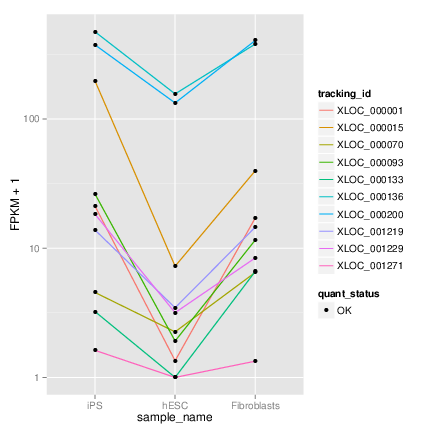 FPKM + 1
100
10
1
iPS hESC Fibroblasts
sample_name
tracking_id
XLOC_000001
XLOC_000015
XLOC_000070
XLOC_000093
XLOC_000133
XLOC_000136
XLOC_000200
XLOC_001219
XLOC_001229
XLOC_001271
quant_status
OK